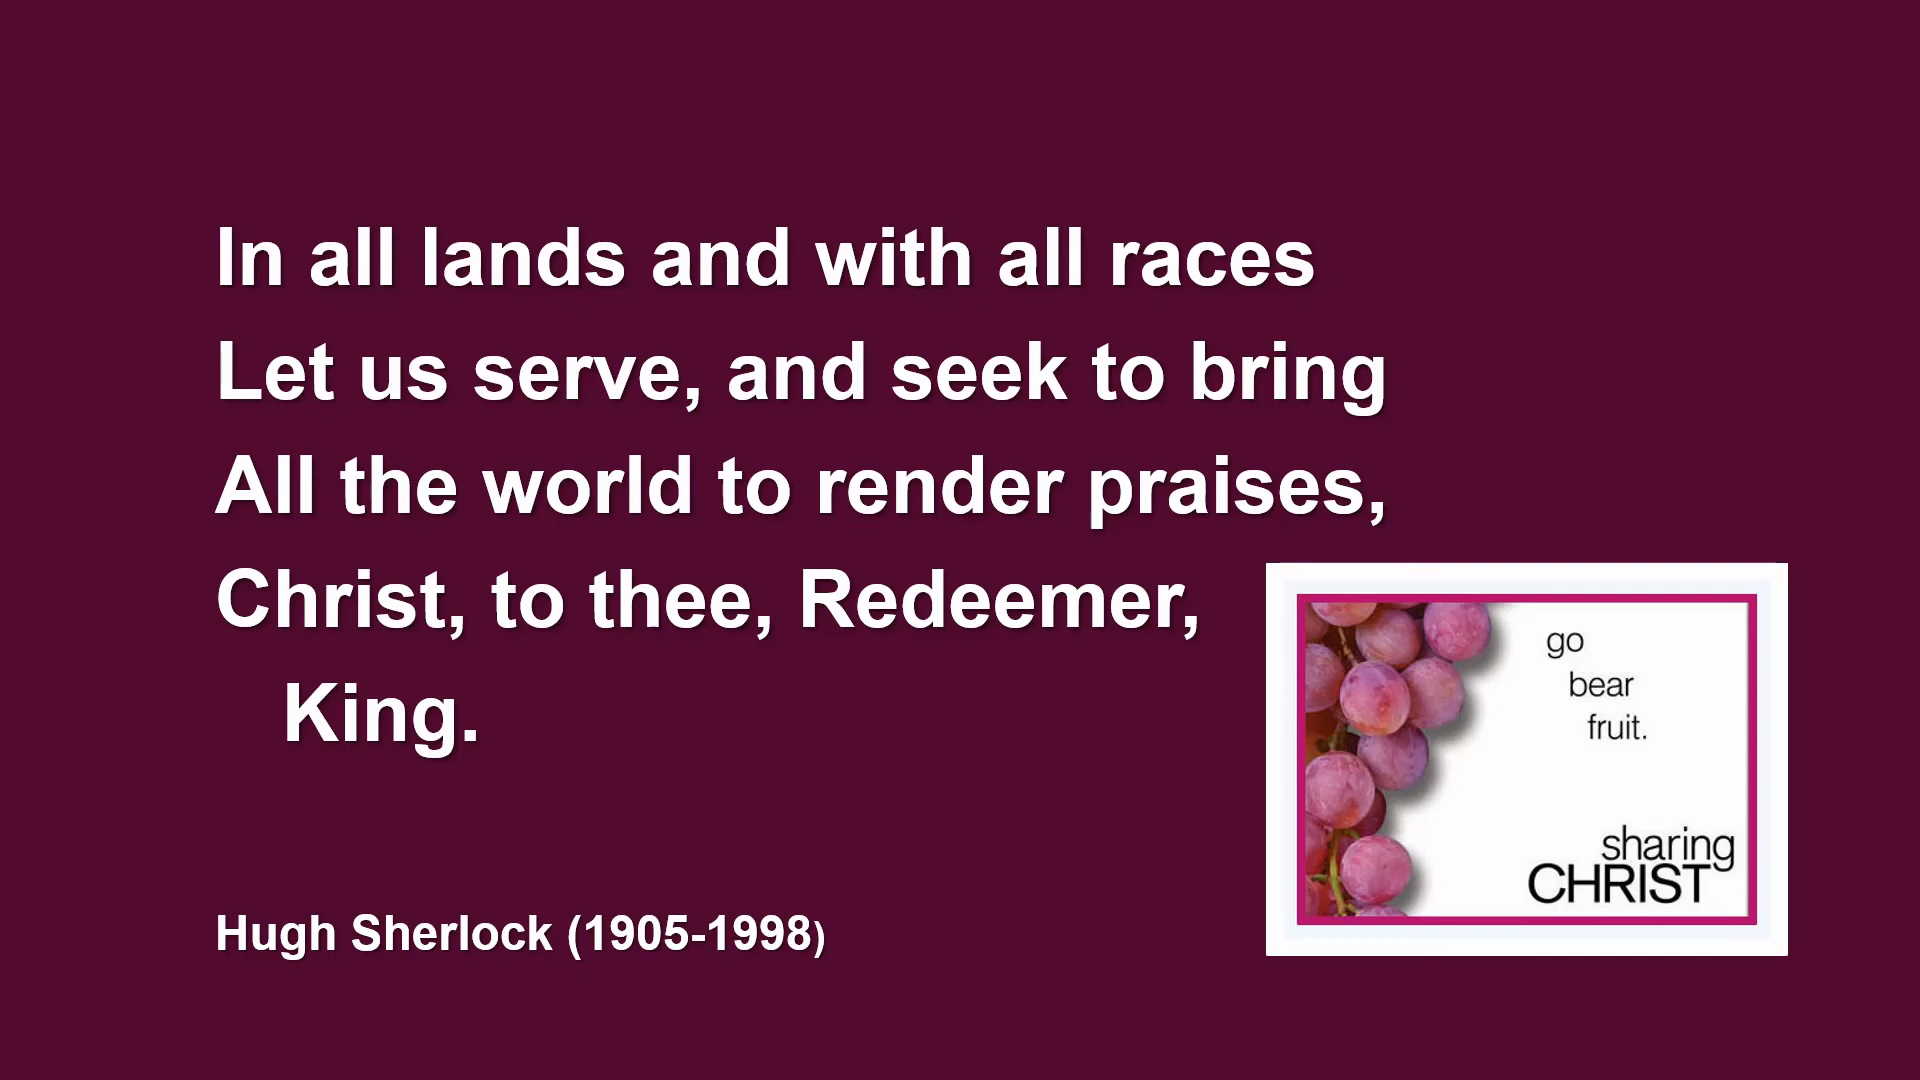 In all lands and with all races
Let us serve, and seek to bring
All the world to render praises,
Christ, to thee, Redeemer,
King.
Hugh Sherlock (1905-1998)
go
bear
fruit.
sharing
CHRIST